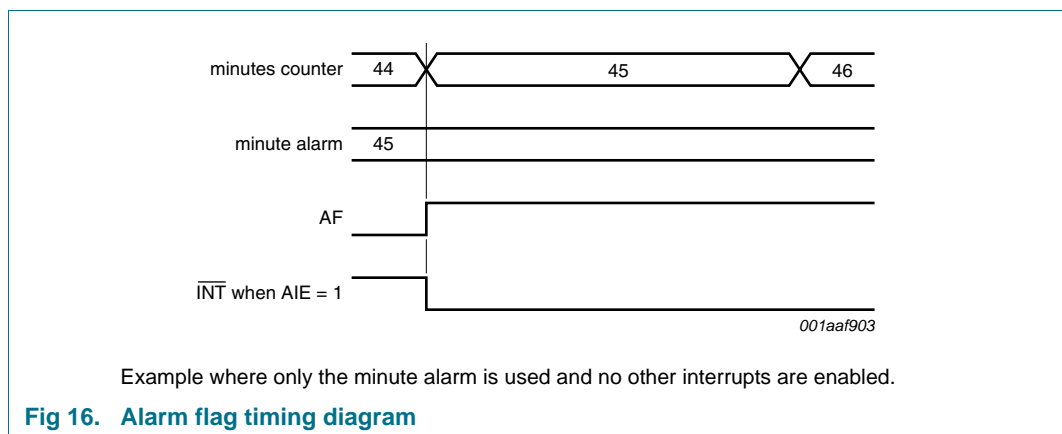 minutes counter 44 45 46
minute alarm 45
AF
INT when AIE = 1
001aaf903
Example where only the minute alarm is used and no other interrupts are enabled.
Fig 16. Alarm flag timing diagram